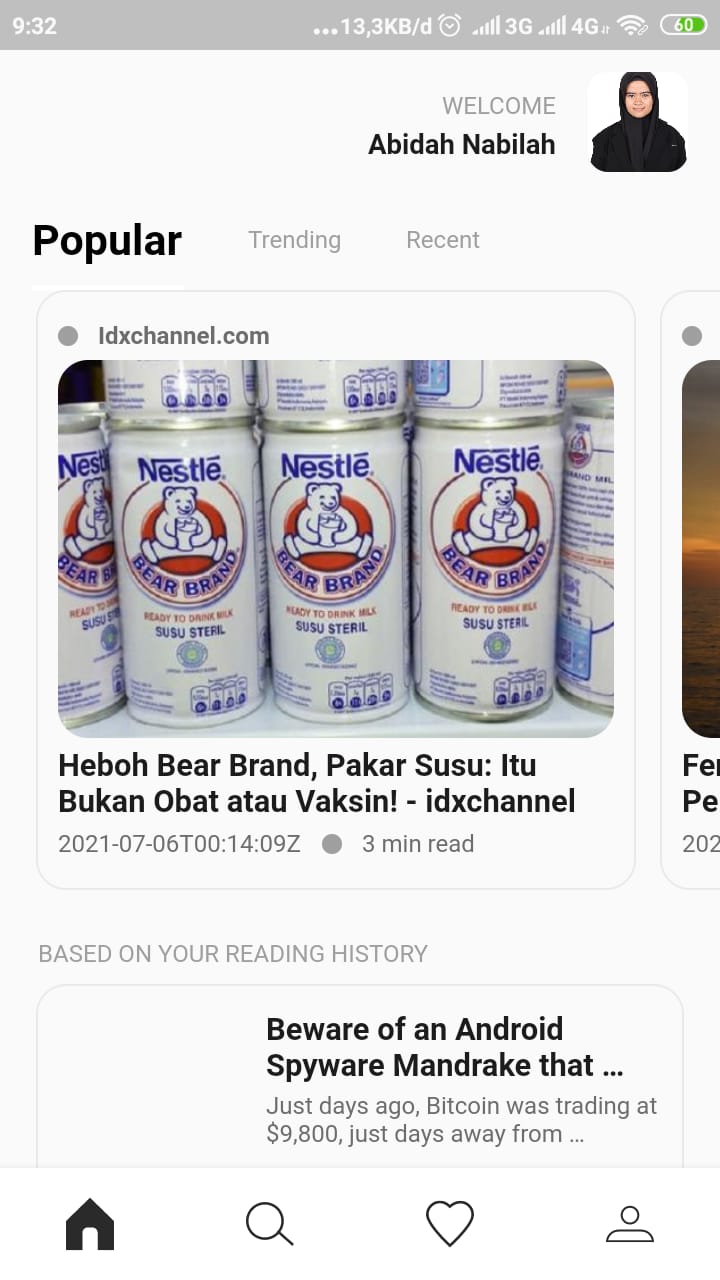 9:32
...13,3KB/d 3G 4G 60
WELCOME
Abidah Nabilah
Popular Trending Recent
Idxchannel.com
Nestlé Nestlé Nestlé
BEAR BRAND BEAR BRAND BEAR BRAND
READY TO DRINK MILK READY TO DRINK MILK READY TO DRINK MILK
SUSU STERIL SUSU STERIL SUSU STERIL
Heboh Bear Brand, Pakar Susu: Itu
Bukan Obat atau Vaksin! - idxchannel
2021-07-06T00:14:09Z 3 min read
BASED ON YOUR READING HISTORY
Beware of an Android
Spyware Mandrake that ...
Just days ago, Bitcoin was trading at
$9,800, just days away from ...